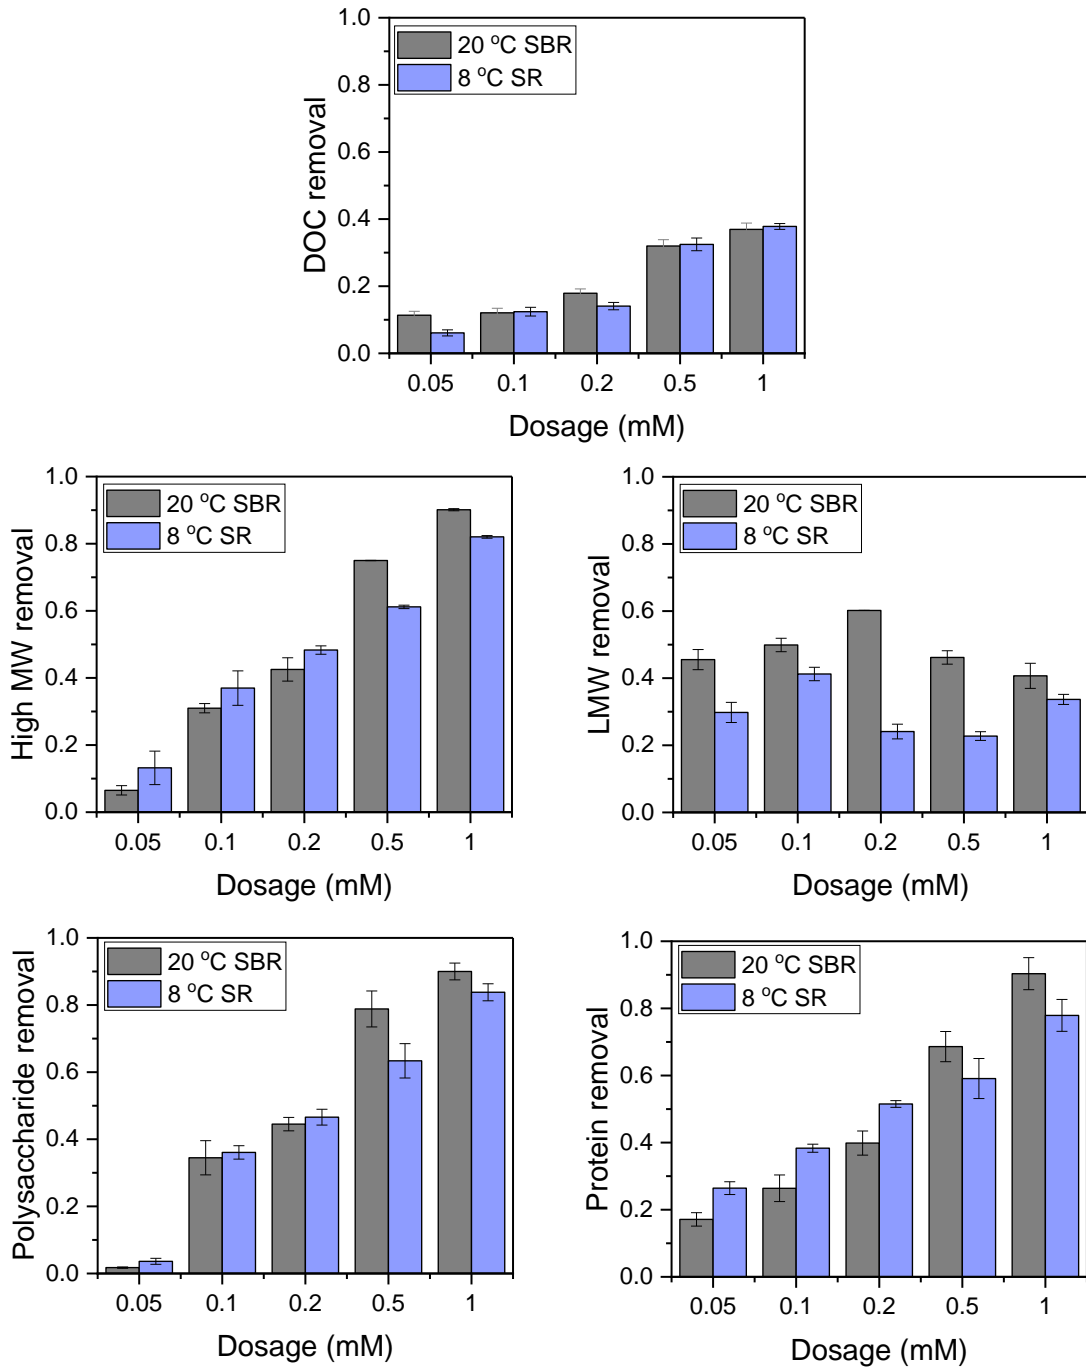 DOC removal
1.0
0.8
0.6
0.4
0.2
0.0
20 °C SBR
8 °C SR
0.05 0.1 0.2 0.5 1
Dosage (mM)
High MW removal
1.0
0.8
0.6
0.4
0.2
0.0
20 °C SBR
8 °C SR
0.05 0.1 0.2 0.5 1
Dosage (mM)
LMW removal
1.0
0.8
0.6
0.4
0.2
0.0
20 °C SBR
8 °C SR
0.05 0.1 0.2 0.5 1
Dosage (mM)
Polysaccharide removal
1.0
0.8
0.6
0.4
0.2
0.0
20 °C SBR
8 °C SR
0.05 0.1 0.2 0.5 1
Dosage (mM)
Protein removal
1.0
0.8
0.6
0.4
0.2
0.0
20 °C SBR
8 °C SR
0.05 0.1 0.2 0.5 1
Dosage (mM)